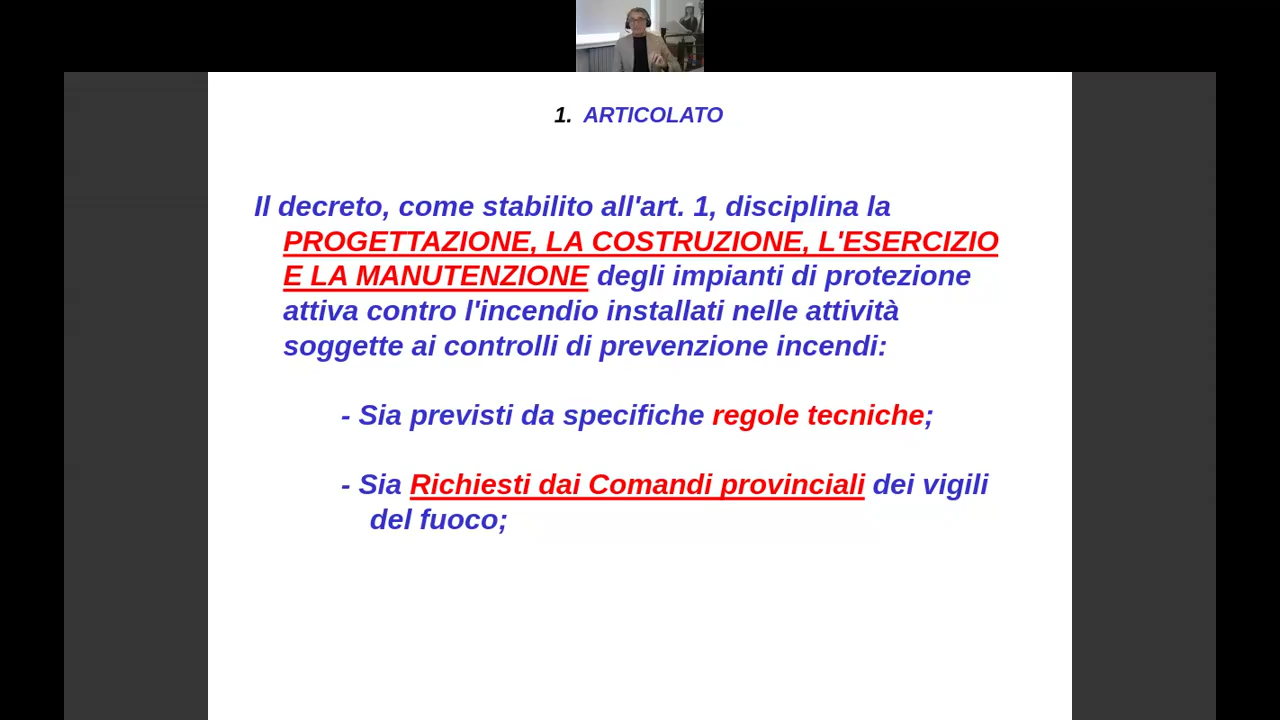 1. ARTICOLATO
Il decreto, come stabilito all'art. 1, disciplina la
PROGETTAZIONE, LA COSTRUZIONE, L'ESERCIZIO
E LA MANUTENZIONE degli impianti di protezione
attiva contro l'incendio installati nelle attività
soggette ai controlli di prevenzione incendi:
- Sia previsti da specifiche regole tecniche;
- Sia Richiesti dai Comandi provinciali dei vigili
del fuoco;